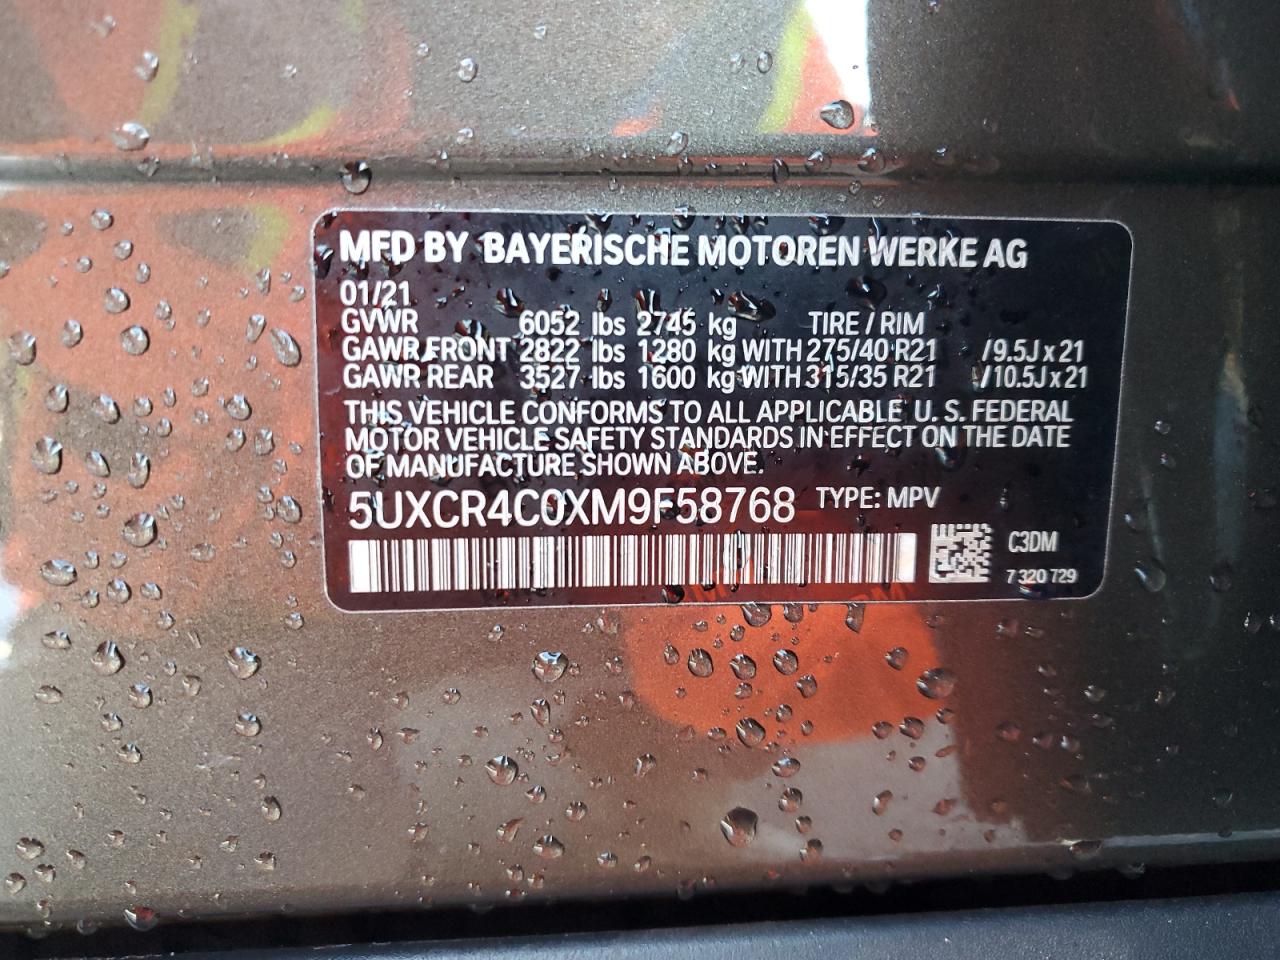 MFD BY BAYERISCHE MOTOREN WERKE AG
01/21
GVWR 6052 lbs 2745 kg TIRE / RIM
GAWR FRONT 2822 lbs 1280 kg WITH 275/40 R21 /9.5J x 21
GAWR REAR 3527 lbs 1600 kg WITH 315/35 R21 /10.5J x 21
THIS VEHICLE CONFORMS TO ALL APPLICABLE U. S. FEDERAL
MOTOR VEHICLE SAFETY STANDARDS IN EFFECT ON THE DATE
OF MANUFACTURE SHOWN ABOVE.
5UXCR4C0XM9F58768 TYPE: MPV
C3DM
7 320 729